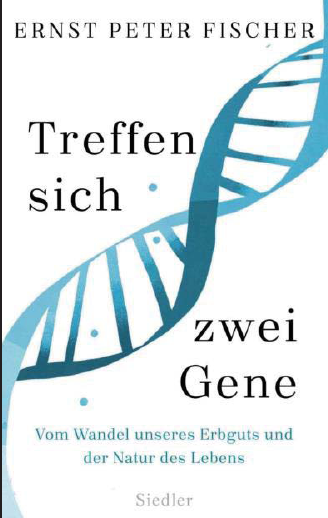 ERNST PETER FISCHER
Treffen
sich
zwei
Gene
Vom Wandel unseres Erbguts und
der Natur des Lebens
Siedler